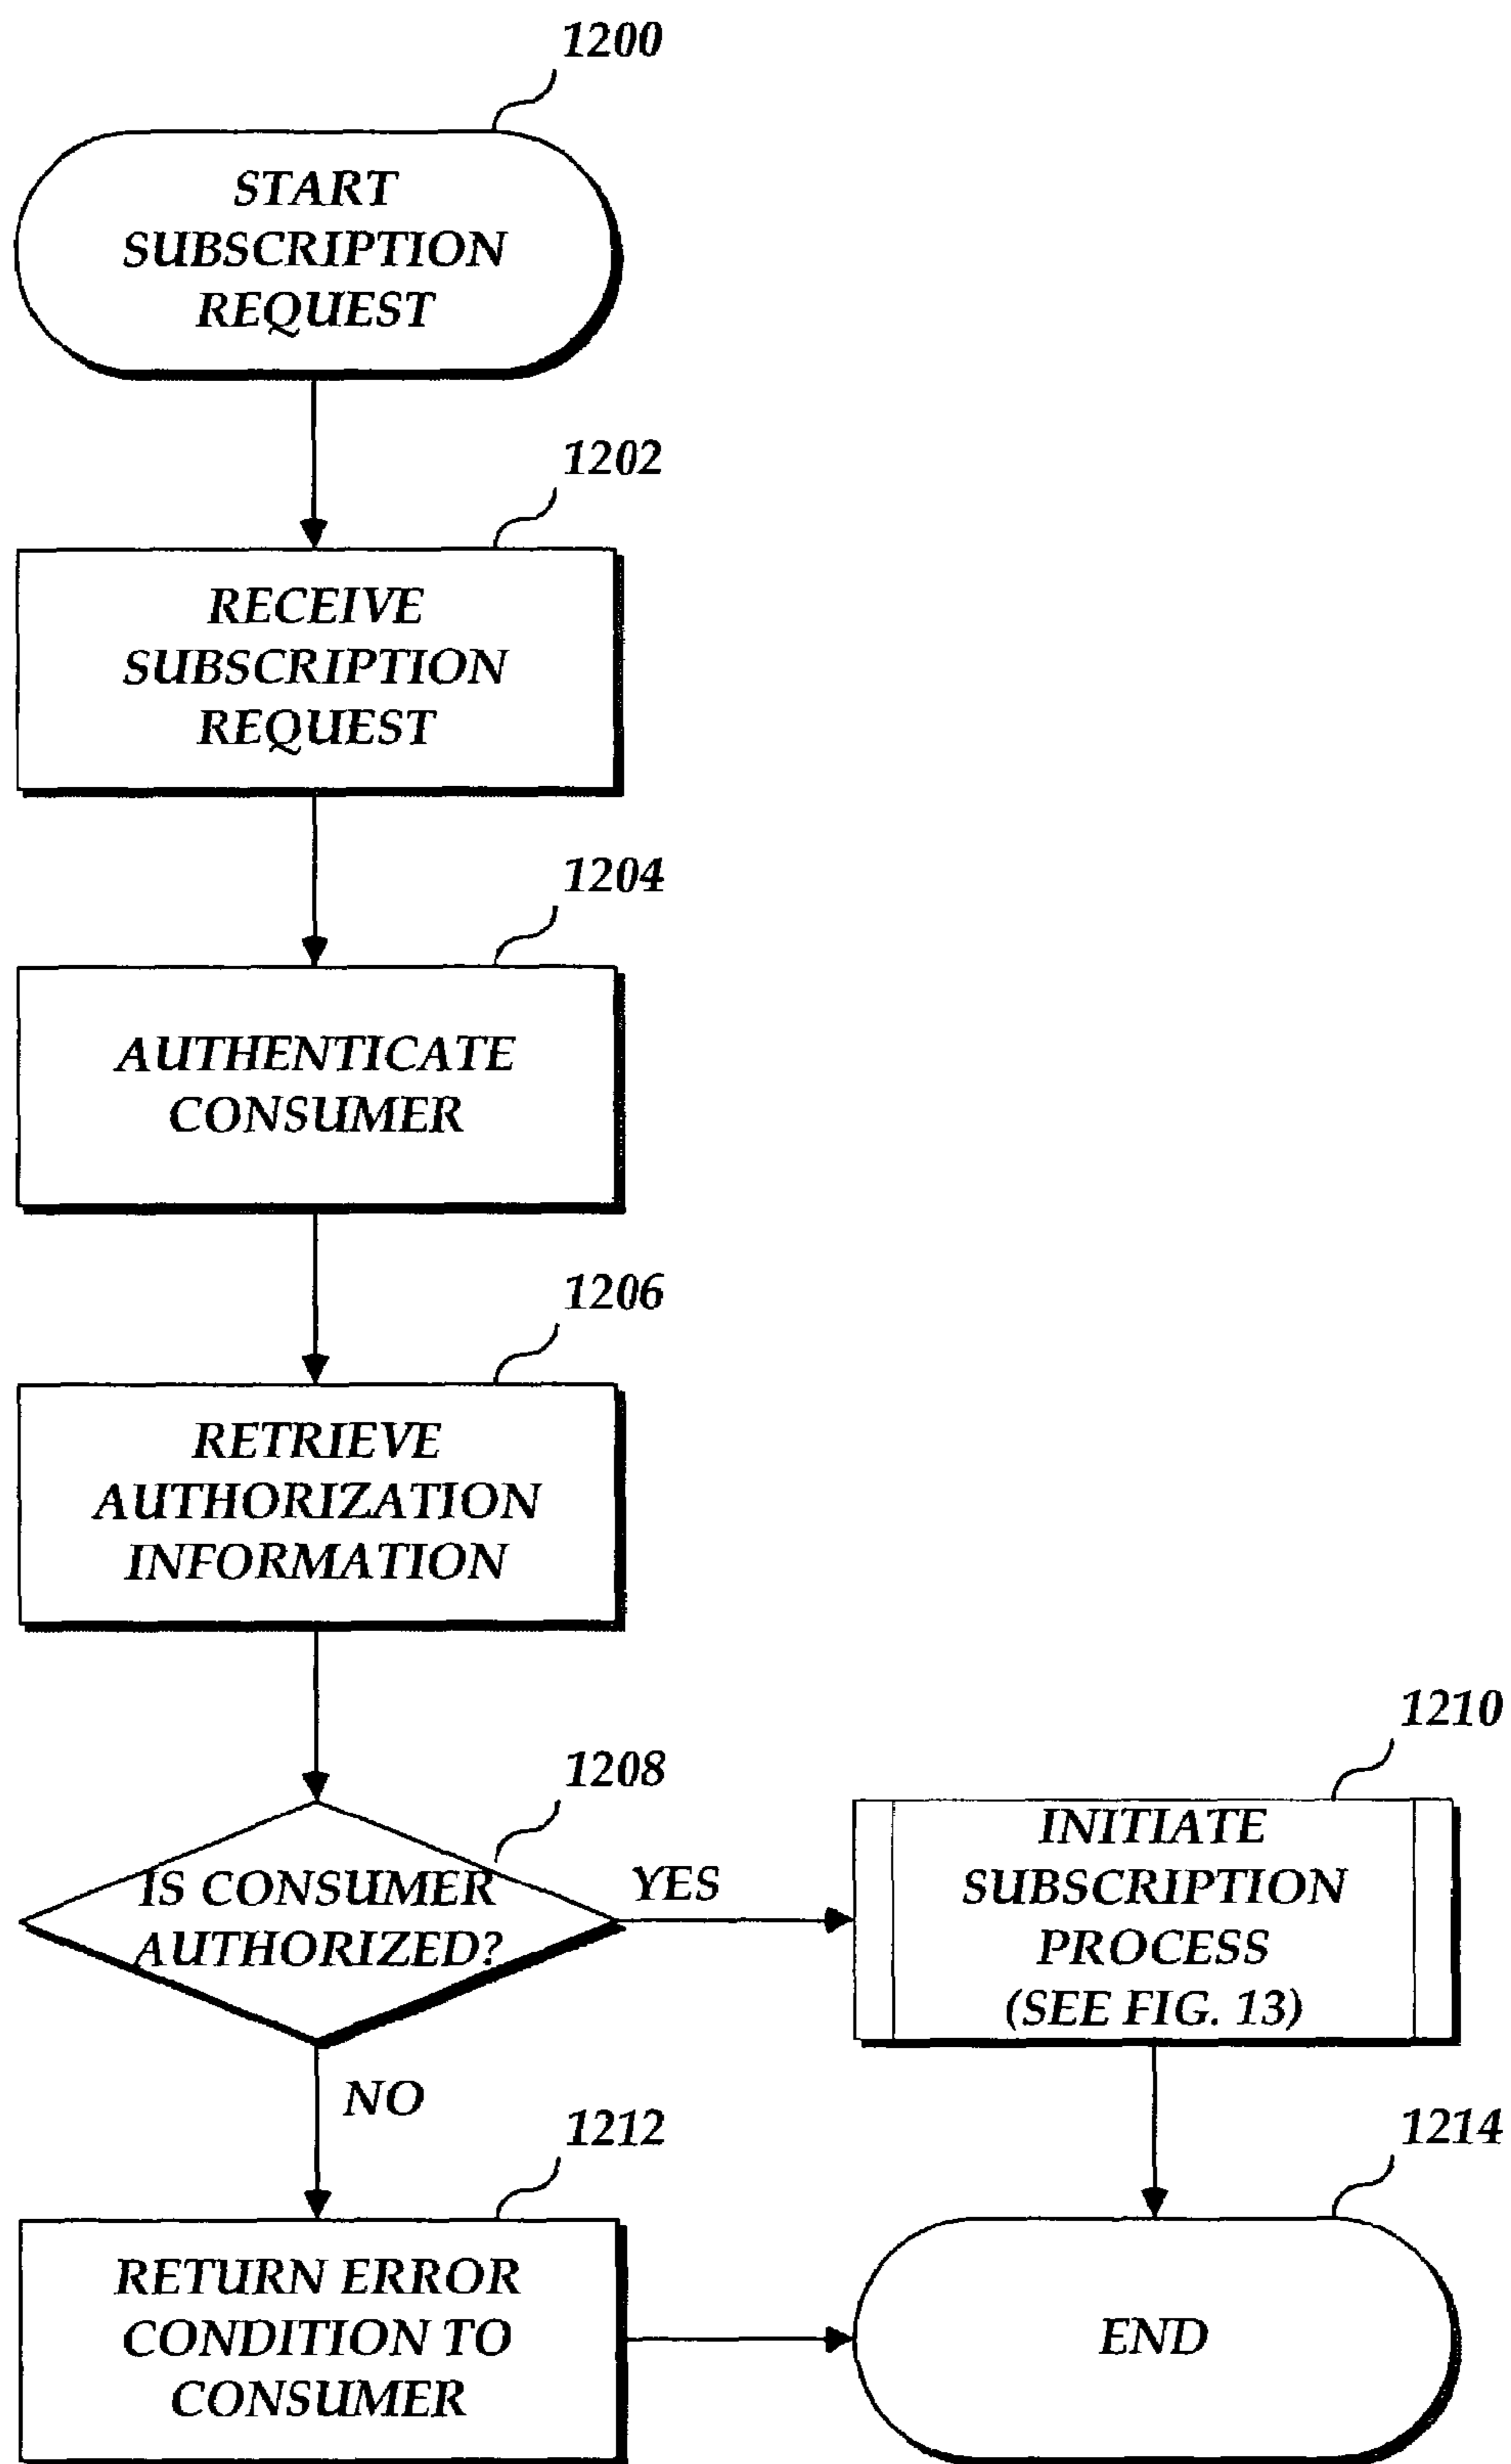 1200
START
SUBSCRIPTION
REQUEST
1202
RECEIVE
SUBSCRIPTION
REQUEST
1204
AUTHENTICATE
CONSUMER
1206
RETRIEVE
AUTHORIZATION
INFORMATION
1208
IS CONSUMER
AUTHORIZED?
YES
NO
1210
INITIATE
SUBSCRIPTION
PROCESS
(SEE FIG. 13)
1212
RETURN ERROR
CONDITION TO
CONSUMER
1214
END